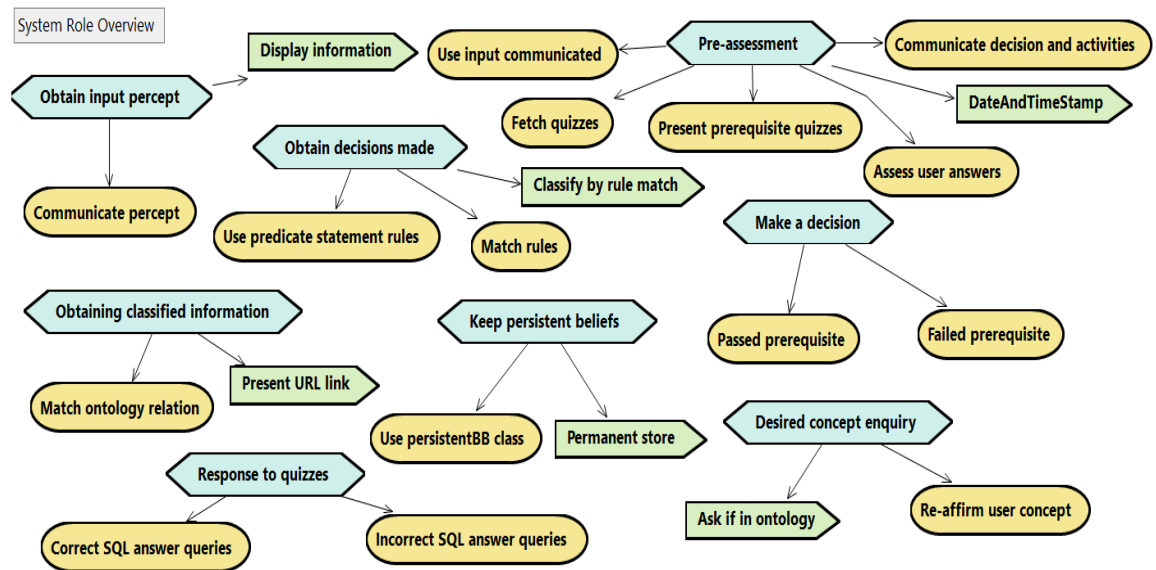 System Role Overview
Display information
Pre-assessment
Use input communicated
Communicate decision and activities
Obtain input percept
DateAndTimeStamp
Fetch quizzes
Present prerequisite quizzes
Obtain decisions made
Assess user answers
Classify by rule match
Communicate percept
Use predicate statement rules
Match rules
Make a decision
Obtaining classified information
Keep persistent beliefs
Passed prerequisite
Failed prerequisite
Present URL link
Match ontology relation
Desired concept enquiry
Use persistentBB class
Permanent store
Response to quizzes
Ask if in ontology
Re-affirm user concept
Correct SQL answer queries
Incorrect SQL answer queries